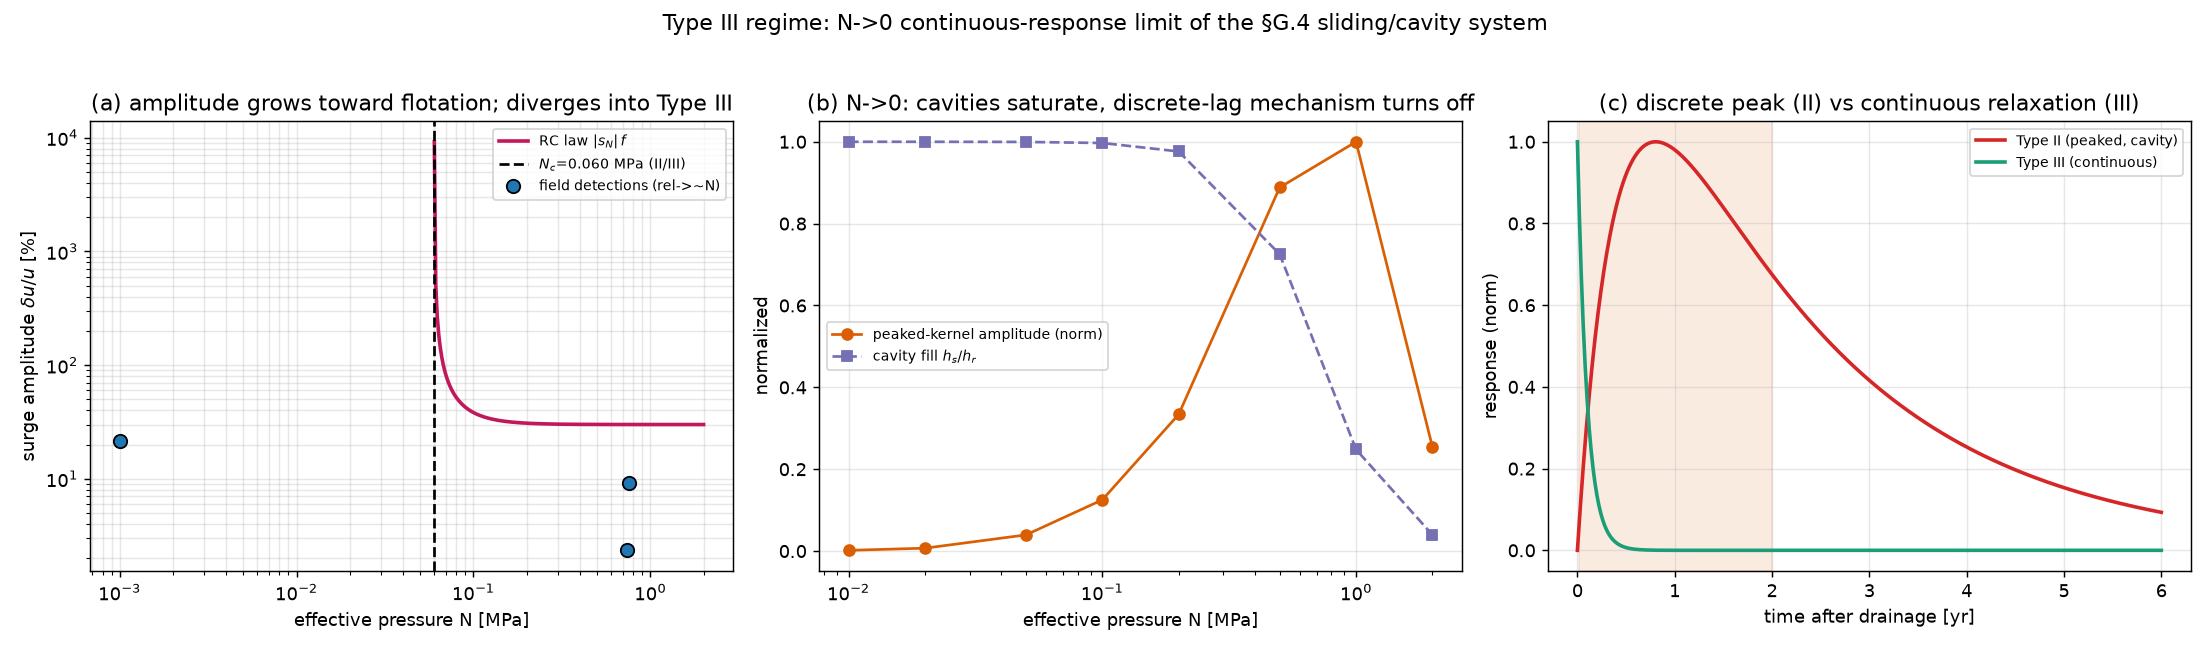 Type III regime: N->0 continuous-response limit of the §G.4 sliding/cavity system
(a) amplitude grows toward flotation; diverges into Type III
surge amplitude δu/u [%]
10⁴
10³
10²
10¹
RC law |s_N| f
N_c=0.060 MPa (II/III)
field detections (rel->~N)
10⁻³ 10⁻² 10⁻¹ 10⁰
effective pressure N [MPa]
(b) N->0: cavities saturate, discrete-lag mechanism turns off
normalized
1.0
0.8
0.6
0.4
0.2
0.0
peaked-kernel amplitude (norm)
cavity fill h_s/h_r
10⁻² 10⁻¹ 10⁰
effective pressure N [MPa]
(c) discrete peak (II) vs continuous relaxation (III)
response (norm)
1.0
0.8
0.6
0.4
0.2
0.0
Type II (peaked, cavity)
Type III (continuous)
0 1 2 3 4 5 6
time after drainage [yr]